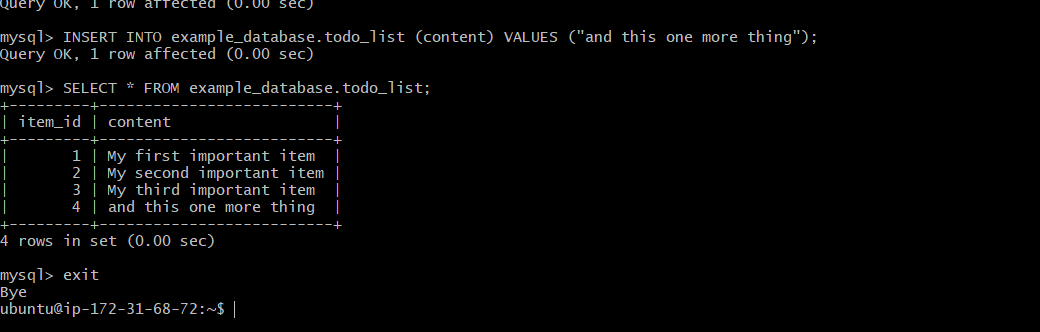 Query OK, 1 row affected (0.00 sec)
mysql> INSERT INTO example_database.todo_list (content) VALUES ("and this one more thing");
Query OK, 1 row affected (0.00 sec)
mysql> SELECT * FROM example_database.todo_list;
+---------+--------------------------+
| item_id | content                  |
+---------+--------------------------+
|       1 | My first important item  |
|       2 | My second important item |
|       3 | My third important item  |
|       4 | and this one more thing  |
+---------+--------------------------+
4 rows in set (0.00 sec)
mysql> exit
Bye
ubuntu@ip-172-31-68-72:~$